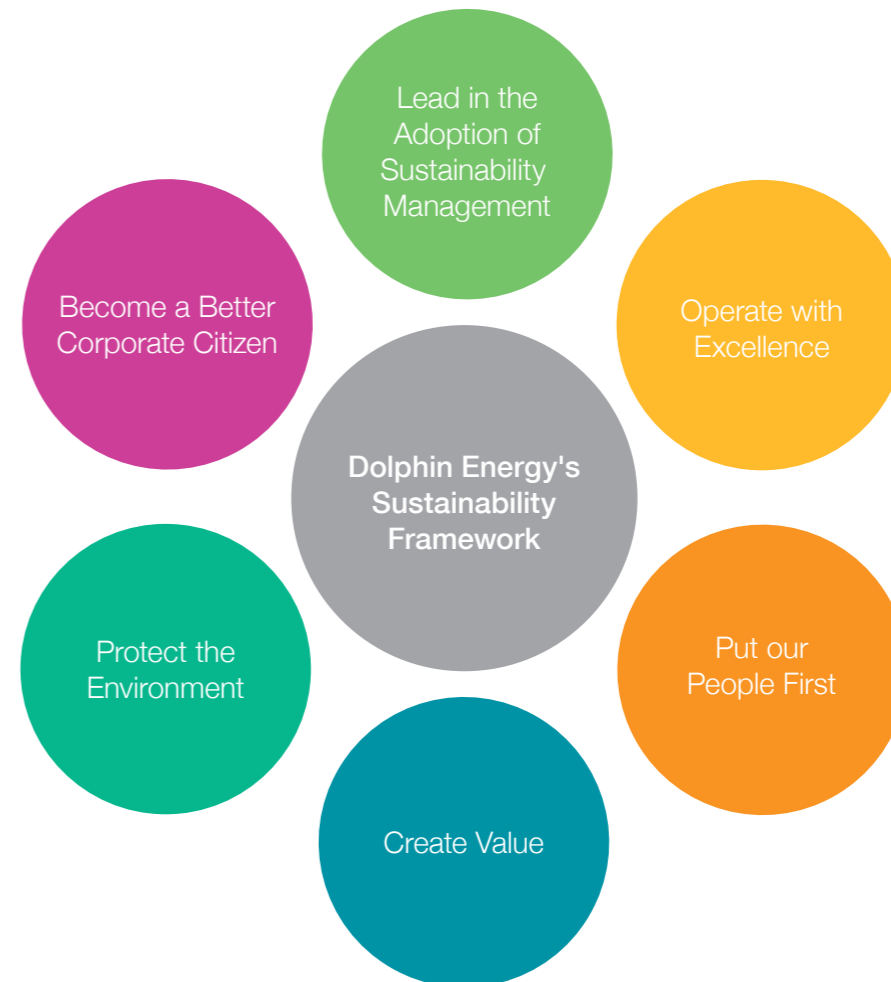 Lead in the
Adoption of
Sustainability
Management
Become a Better
Corporate Citizen
Operate with
Excellence
Dolphin Energy's
Sustainability
Framework
Protect the
Environment
Put our
People First
Create Value